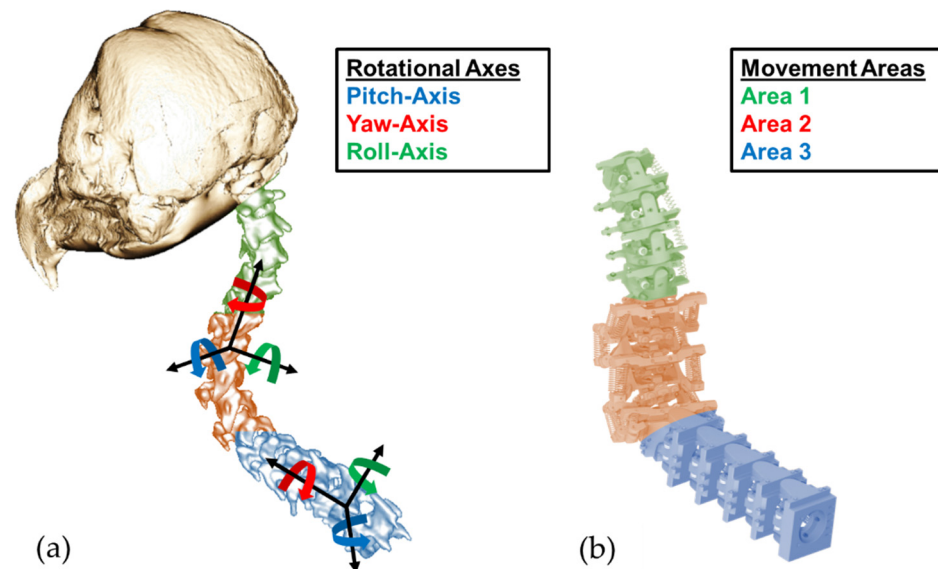 Rotational Axes
Pitch-Axis
Yaw-Axis
Roll-Axis
Movement Areas
Area 1
Area 2
Area 3
(a)
(b)